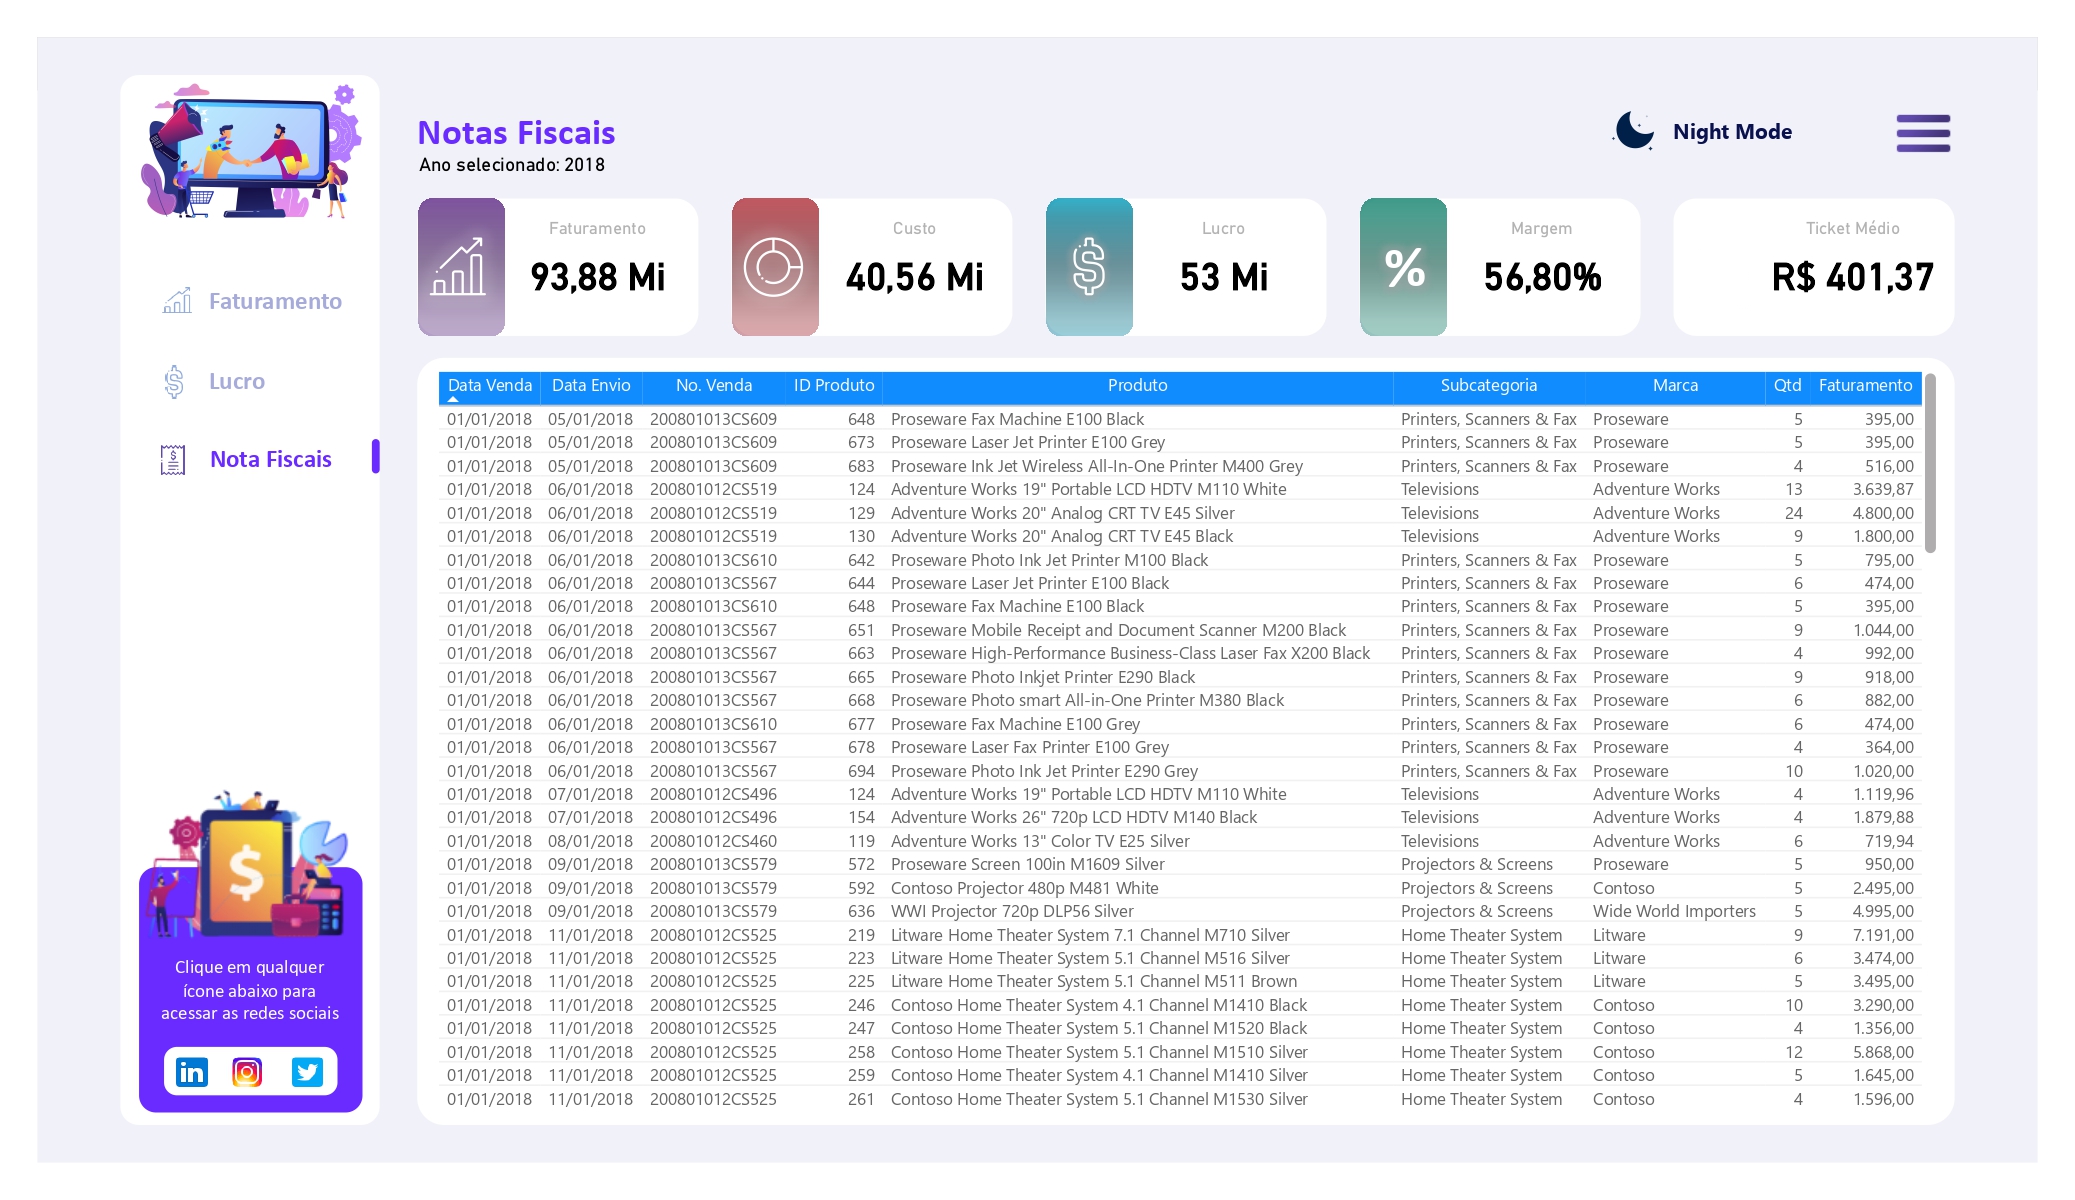 Notas Fiscais
Ano selecionado: 2018
Night Mode
Faturamento
93,88 Mi
Custo
40,56 Mi
Lucro
53 Mi
%
Margem
56,80%
Ticket Médio
R$ 401,37
Faturamento
Lucro
Nota Fiscais
Clique em qualquer
ícone abaixo para
acessar as redes sociais
Data Venda Data Envio No. Venda ID Produto Produto Subcategoria Marca Qtd Faturamento
01/01/2018 05/01/2018 200801013CS609 648 Proseware Fax Machine E100 Black Printers, Scanners & Fax Proseware 5 395,00
01/01/2018 05/01/2018 200801013CS609 673 Proseware Laser Jet Printer E100 Grey Printers, Scanners & Fax Proseware 5 395,00
01/01/2018 05/01/2018 200801013CS609 683 Proseware Ink Jet Wireless All-In-One Printer M400 Grey Printers, Scanners & Fax Proseware 4 516,00
01/01/2018 06/01/2018 200801012CS519 124 Adventure Works 19" Portable LCD HDTV M110 White Televisions Adventure Works 13 3.639,87
01/01/2018 06/01/2018 200801012CS519 129 Adventure Works 20" Analog CRT TV E45 Silver Televisions Adventure Works 24 4.800,00
01/01/2018 06/01/2018 200801012CS519 130 Adventure Works 20" Analog CRT TV E45 Black Televisions Adventure Works 9 1.800,00
01/01/2018 06/01/2018 200801013CS610 642 Proseware Photo Ink Jet Printer M100 Black Printers, Scanners & Fax Proseware 5 795,00
01/01/2018 06/01/2018 200801013CS567 644 Proseware Laser Jet Printer E100 Black Printers, Scanners & Fax Proseware 6 474,00
01/01/2018 06/01/2018 200801013CS610 648 Proseware Fax Machine E100 Black Printers, Scanners & Fax Proseware 5 395,00
01/01/2018 06/01/2018 200801013CS567 651 Proseware Mobile Receipt and Document Scanner M200 Black Printers, Scanners & Fax Proseware 9 1.044,00
01/01/2018 06/01/2018 200801013CS567 663 Proseware High-Performance Business-Class Laser Fax X200 Black Printers, Scanners & Fax Proseware 4 992,00
01/01/2018 06/01/2018 200801013CS567 665 Proseware Photo Inkjet Printer E290 Black Printers, Scanners & Fax Proseware 9 918,00
01/01/2018 06/01/2018 200801013CS567 668 Proseware Photo smart All-in-One Printer M380 Black Printers, Scanners & Fax Proseware 6 882,00
01/01/2018 06/01/2018 200801013CS610 677 Proseware Fax Machine E100 Grey Printers, Scanners & Fax Proseware 6 474,00
01/01/2018 06/01/2018 200801013CS567 678 Proseware Laser Fax Printer E100 Grey Printers, Scanners & Fax Proseware 4 364,00
01/01/2018 06/01/2018 200801013CS567 694 Proseware Photo Ink Jet Printer E290 Grey Printers, Scanners & Fax Proseware 10 1.020,00
01/01/2018 07/01/2018 200801012CS496 124 Adventure Works 19" Portable LCD HDTV M110 White Televisions Adventure Works 4 1.119,96
01/01/2018 07/01/2018 200801012CS496 154 Adventure Works 26" 720p LCD HDTV M140 Black Televisions Adventure Works 4 1.879,88
01/01/2018 08/01/2018 200801012CS460 119 Adventure Works 13" Color TV E25 Silver Televisions Adventure Works 6 719,94
01/01/2018 09/01/2018 200801013CS579 572 Proseware Screen 100in M1609 Silver Projectors & Screens Proseware 5 950,00
01/01/2018 09/01/2018 200801013CS579 592 Contoso Projector 480p M481 White Projectors & Screens Contoso 5 2.495,00
01/01/2018 09/01/2018 200801013CS579 636 WWI Projector 720p DLP56 Silver Projectors & Screens Wide World Importers 5 4.995,00
01/01/2018 11/01/2018 200801012CS525 219 Litware Home Theater System 7.1 Channel M710 Silver Home Theater System Litware 9 7.191,00
01/01/2018 11/01/2018 200801012CS525 223 Litware Home Theater System 5.1 Channel M516 Silver Home Theater System Litware 6 3.474,00
01/01/2018 11/01/2018 200801012CS525 225 Litware Home Theater System 5.1 Channel M511 Brown Home Theater System Litware 5 3.495,00
01/01/2018 11/01/2018 200801012CS525 246 Contoso Home Theater System 4.1 Channel M1410 Black Home Theater System Contoso 10 3.290,00
01/01/2018 11/01/2018 200801012CS525 247 Contoso Home Theater System 5.1 Channel M1520 Black Home Theater System Contoso 4 1.356,00
01/01/2018 11/01/2018 200801012CS525 258 Contoso Home Theater System 5.1 Channel M1510 Silver Home Theater System Contoso 12 5.868,00
01/01/2018 11/01/2018 200801012CS525 259 Contoso Home Theater System 4.1 Channel M1410 Silver Home Theater System Contoso 5 1.645,00
01/01/2018 11/01/2018 200801012CS525 261 Contoso Home Theater System 5.1 Channel M1530 Silver Home Theater System Contoso 4 1.596,00